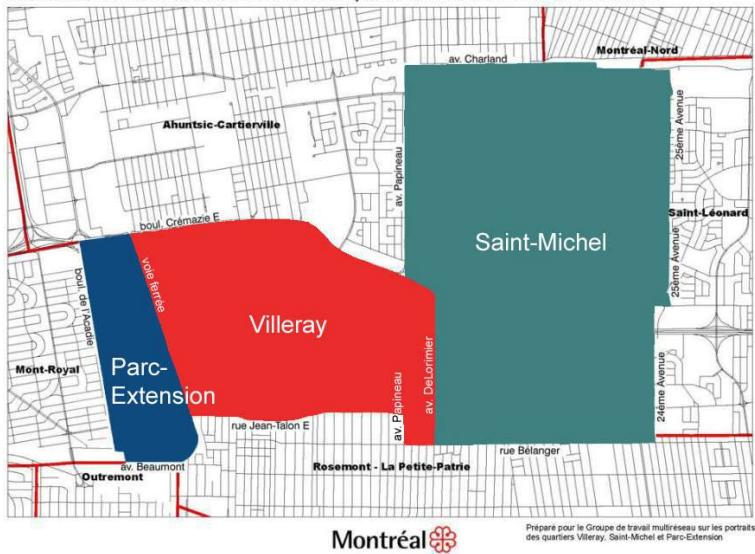 Montréal-Nord
av. Charland
Ahuntsic-Cartierville
av. Papineau
25ème Avenue
boul. Crémazie E
Saint-Michel
Saint-Léonard
voie ferrée
boul. de l'Acadie
25ème Avenue
Villeray
Mont-Royal
Parc-
Extension
av. Papineau
av. DeLorimier
24ème Avenue
rue Jean-Talon E
rue Bélanger
av. Beaumont
Outremont
Rosemont - La Petite-Patrie
Montréal
Préparé pour le Groupe de travail multiréseau sur les portraits
des quartiers Villeray, Saint-Michel et Parc-Extension